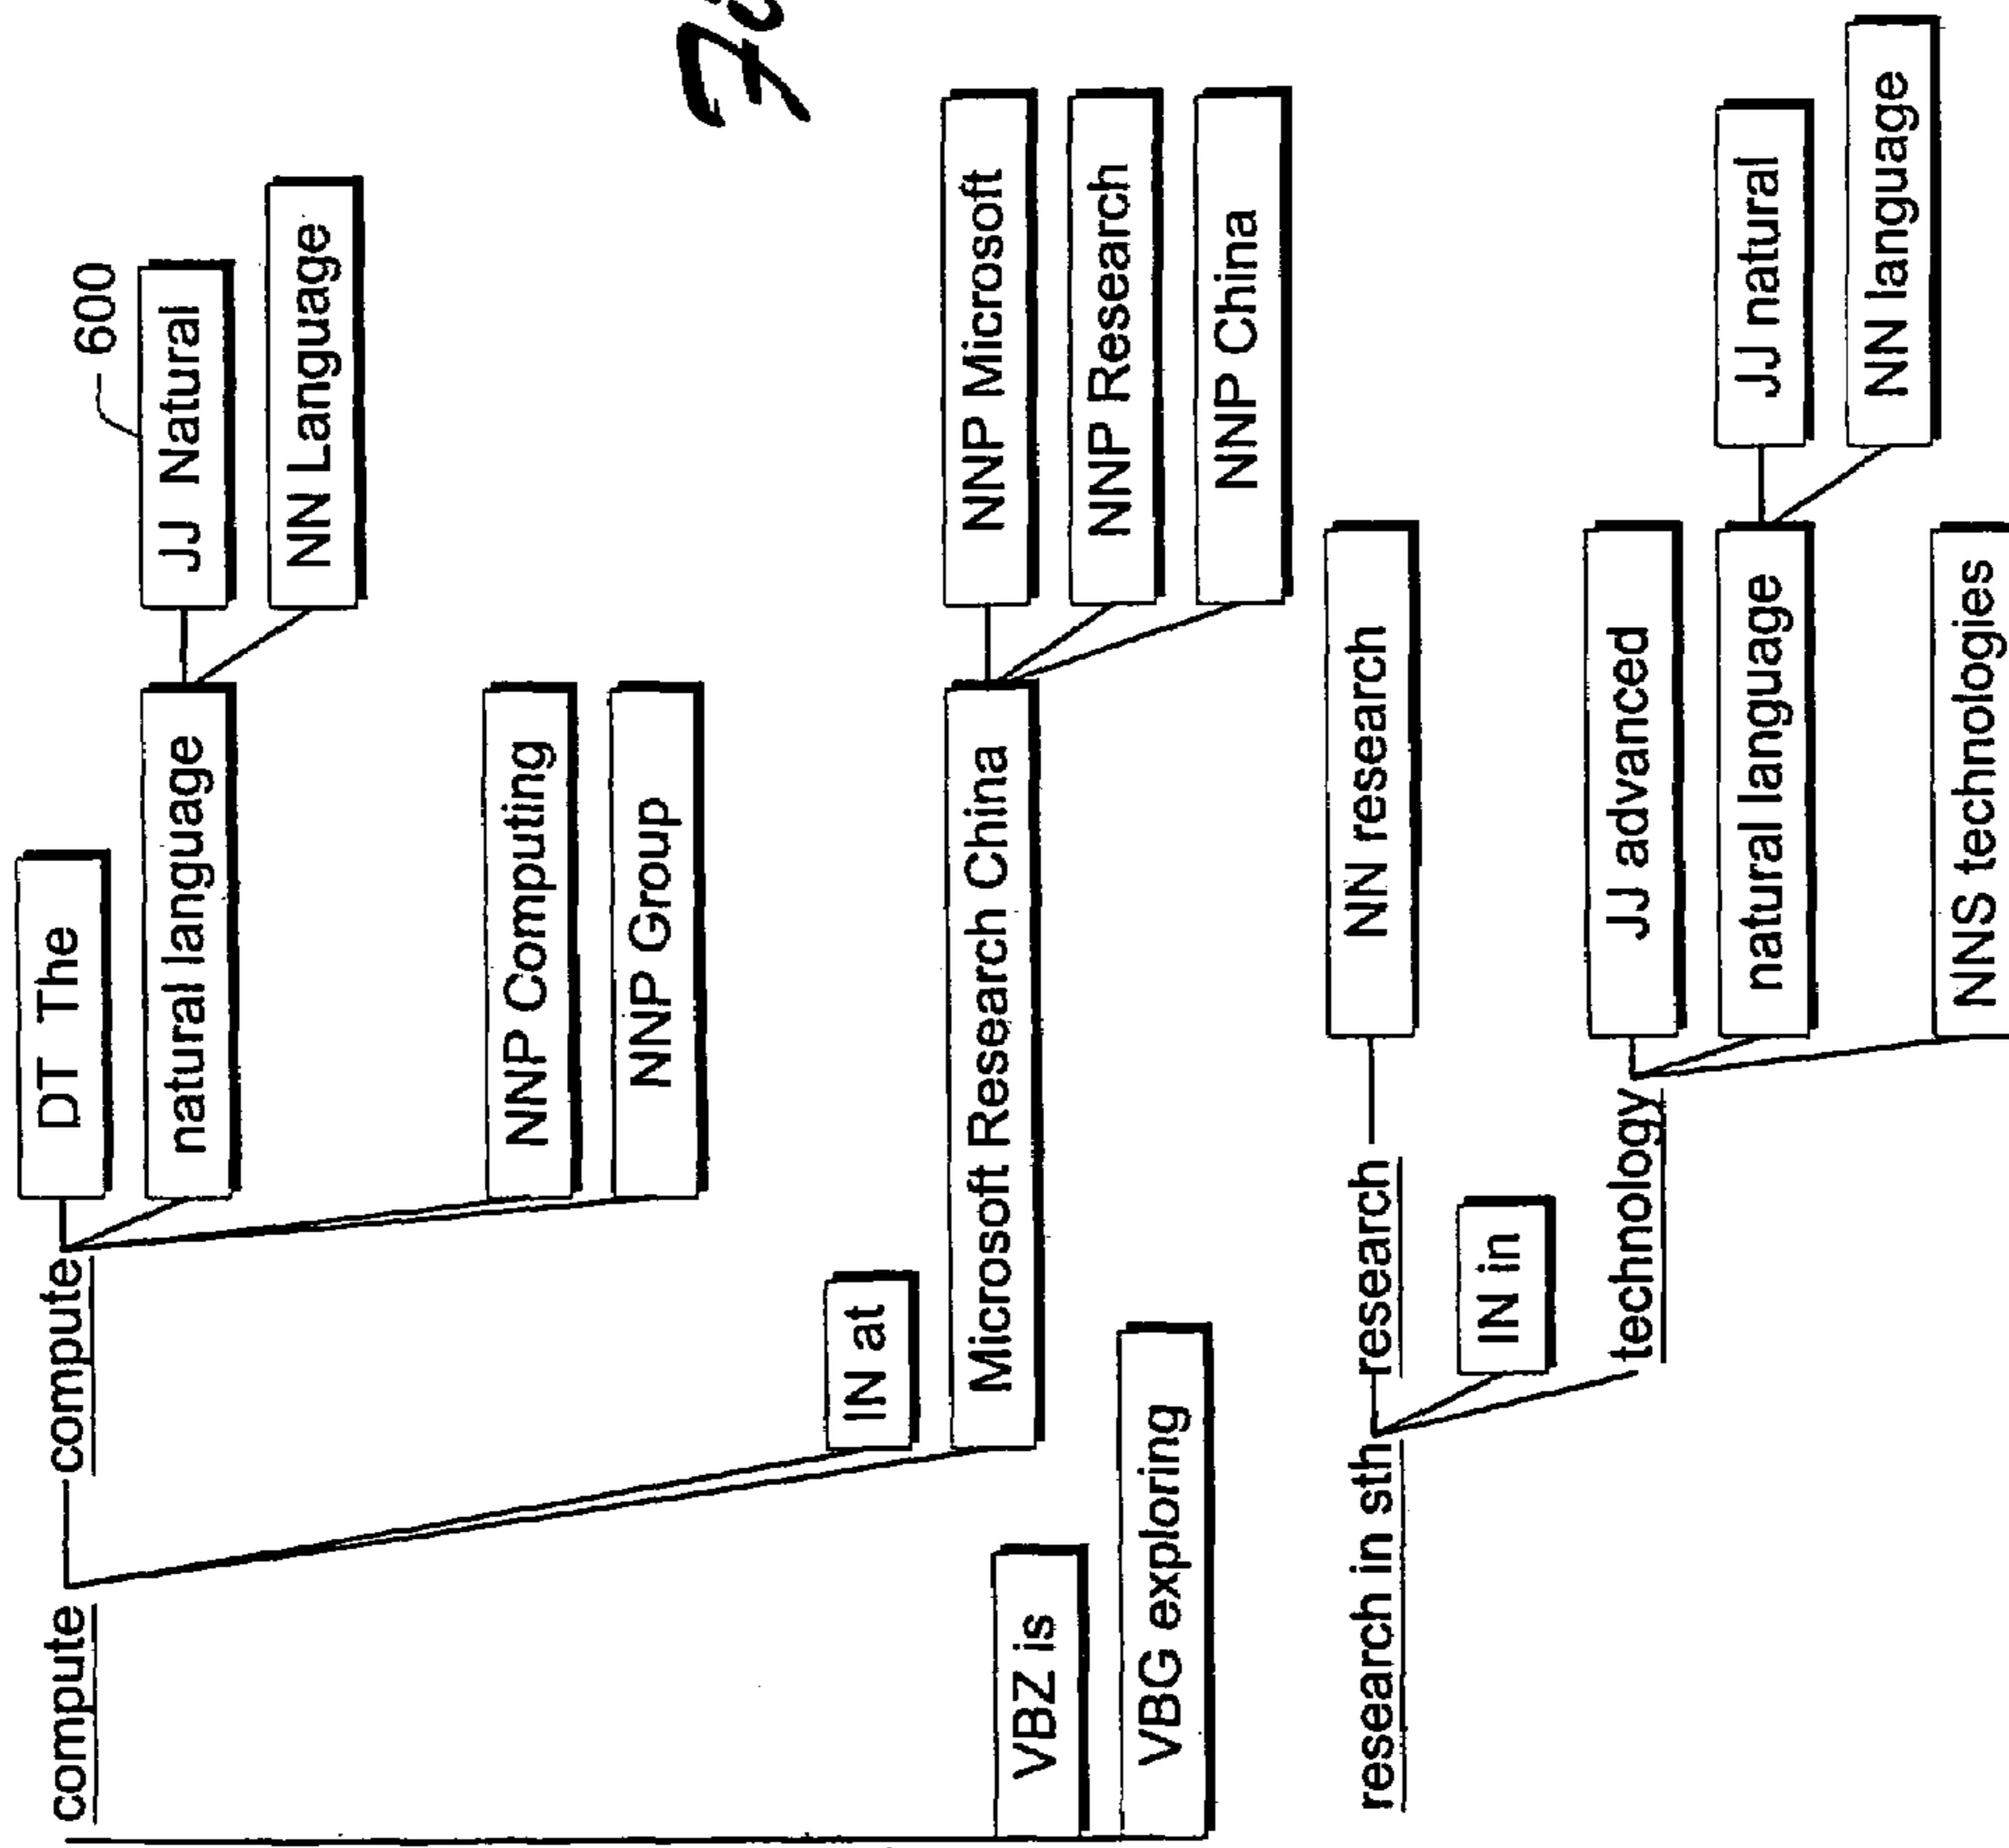 600
DT The
JJ Natural
natural language
NN Language
compute
compute
NNP Computing
NNP Group
IN at
NNP Microsoft
Microsoft Research China
NNP Research
NNP China
VBZ is
VBG exploring
NN research
research
research in sth
IN in
JJ advanced
technology
JJ natural
natural language
NN language
NNS technologies